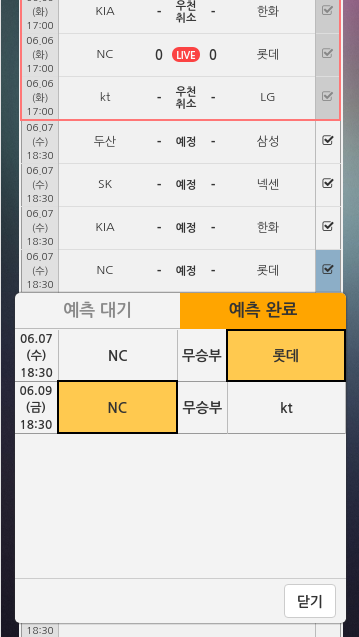 (화) KIA - 우천 - 한화
17:00 취소
06.06
(화) NC 0 LIVE 0 롯데
17:00
06.06
(화) kt - 우천 - LG
17:00 취소
06.07
(수) 두산 - 예정 - 삼성
18:30
06.07
(수) SK - 예정 - 넥센
18:30
06.07
(수) KIA - 예정 - 한화
18:30
06.07
(수) NC - 예정 - 롯데
18:30
예측 대기 예측 완료
06.07
(수) NC 무승부 롯데
18:30
06.09
(금) NC 무승부 kt
18:30
닫기
18:30